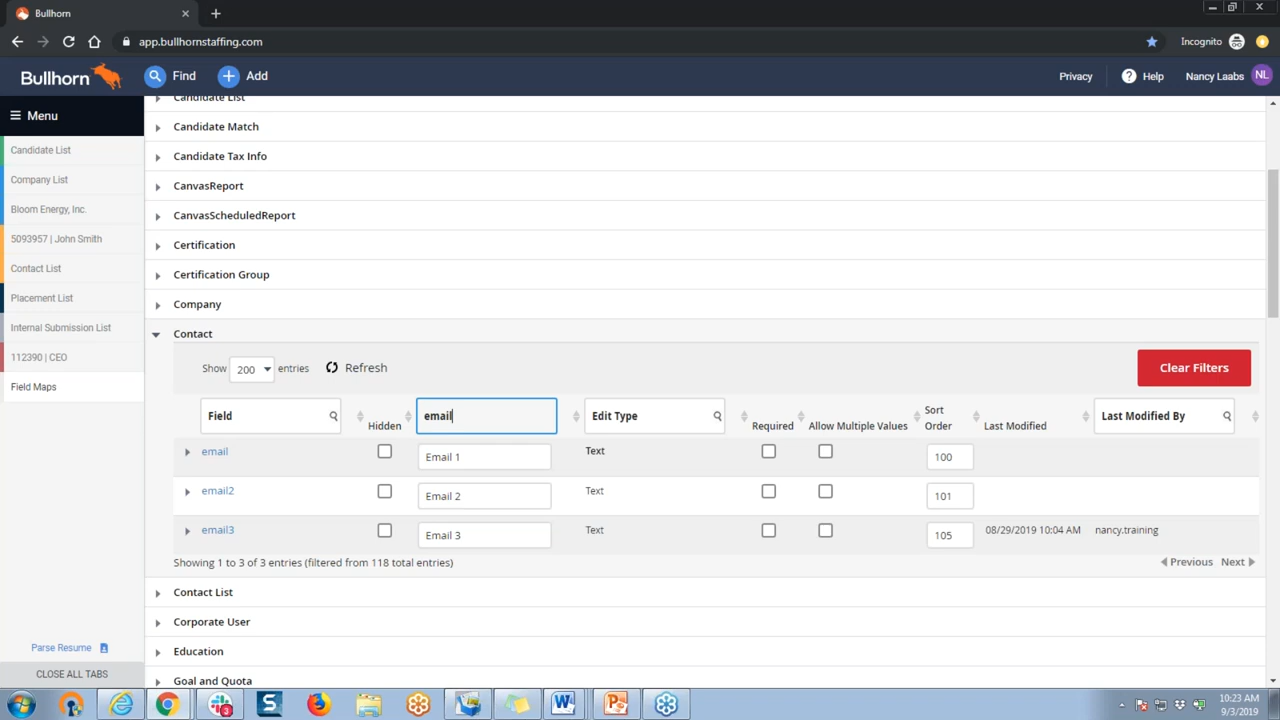 Bullhorn
app.bullhornstaffing.com
Incognito
Bullhorn
Find
Add
Privacy
? Help
Nancy Laabs
NL
Menu
Candidate List
Company List
Bloom Energy, Inc.
5093957 | John Smith
Contact List
Placement List
Internal Submission List
112390 | CEO
Field Maps
Parse Resume
CLOSE ALL TABS
Candidate List
Candidate Match
Candidate Tax Info
CanvasReport
CanvasScheduledReport
Certification
Certification Group
Company
Contact
Show 200 entries Refresh
Clear Filters
Field Hidden email Edit Type Required Allow Multiple Values Sort Order Last Modified Last Modified By
email Email 1 Text 100
email2 Email 2 Text 101
email3 Email 3 Text 105 08/29/2019 10:04 AM nancy.training
Showing 1 to 3 of 3 entries (filtered from 118 total entries)
Previous Next
Contact List
Corporate User
Education
Goal and Quota
3
S
W
P
10:23 AM
9/3/2019